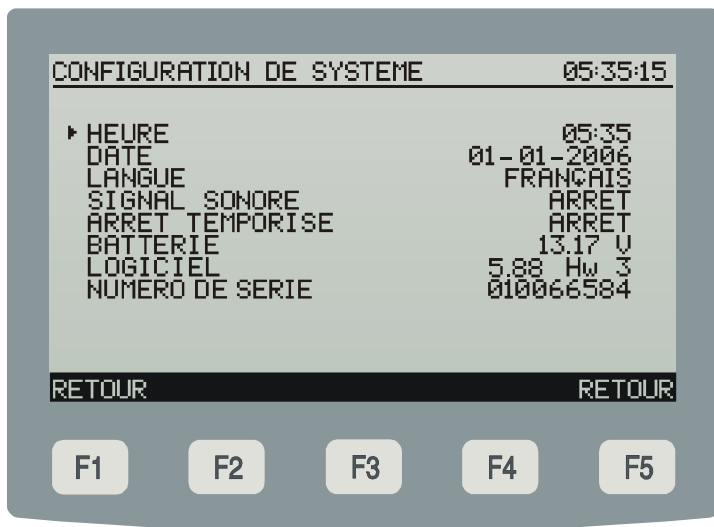 CONFIGURATION DE SYSTEME 05:35:15
HEURE 05:35
DATE 01-01-2006
LANGUE FRANÇAIS
SIGNAL SONORE ARRET
ARRET TEMPORISE ARRET
BATTERIE 13.17 V
LOGICIEL 5.88 Hw 3
NUMERO DE SERIE 010066584
RETOUR RETOUR
F1 F2 F3 F4 F5